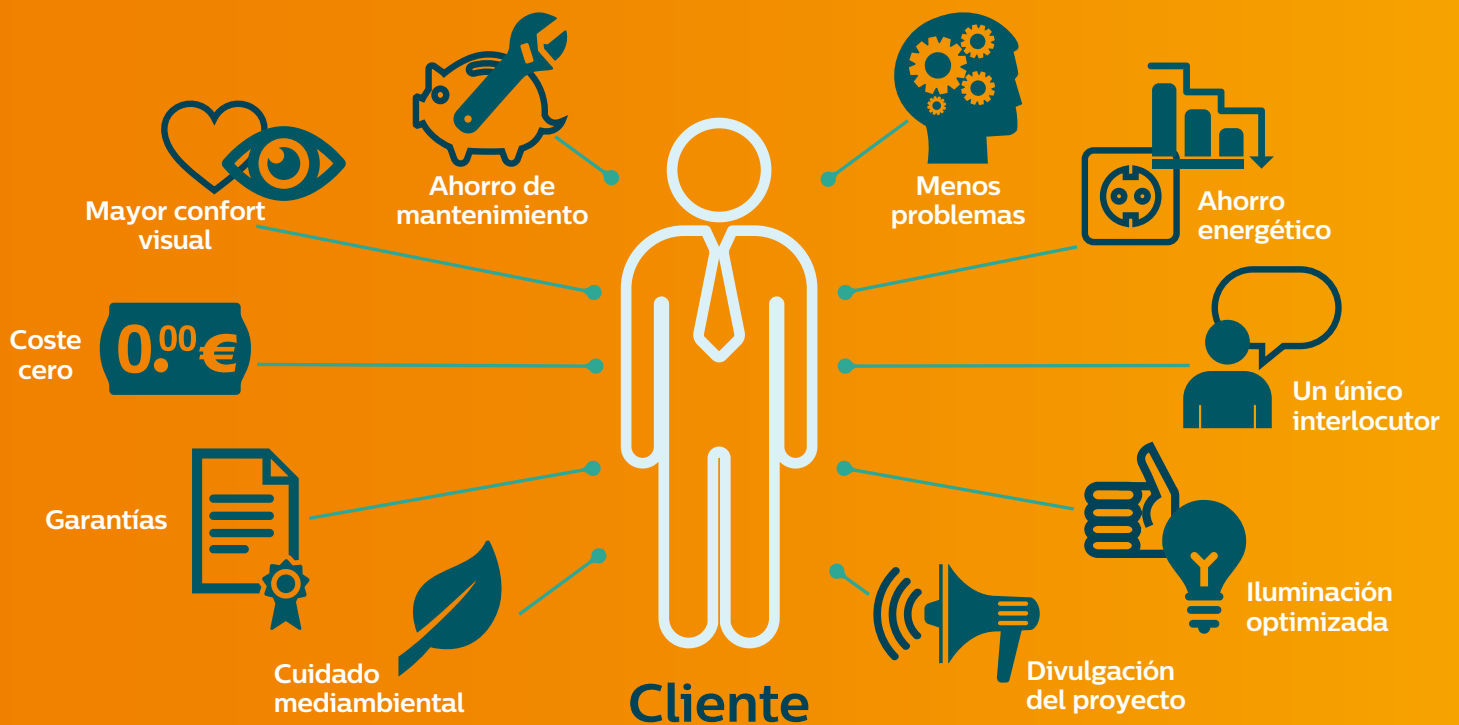 Ahorro de
mantenimiento
Menos
problemas
Mayor confort
visual
Ahorro
energético
Coste
cero
0.00€
Un único
interlocutor
Garantías
Iluminación
optimizada
Cuidado
mediambiental
Divulgación
del proyecto
Cliente